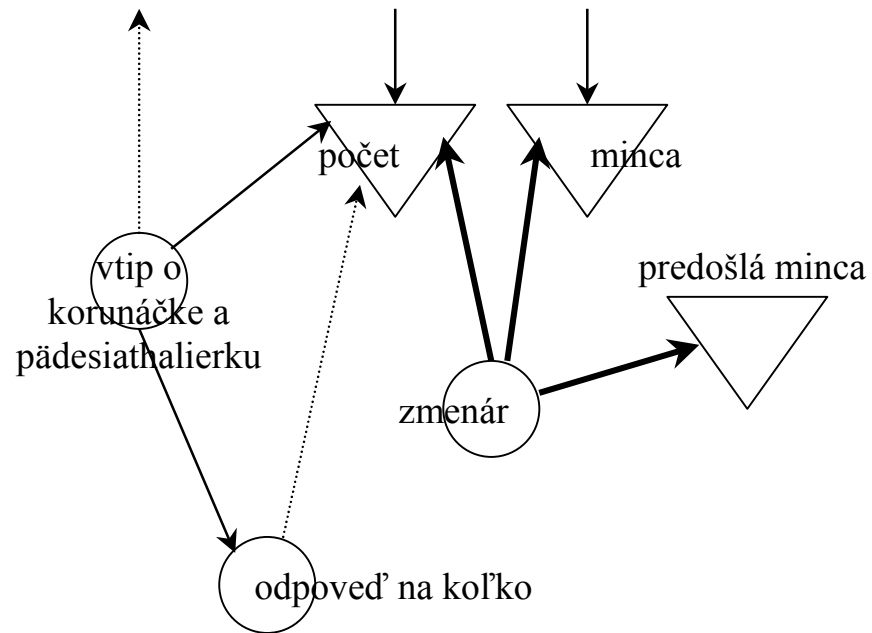 počet
minca
vtip o
korunáčke a
pädesiathalierku
predošlá minca
zmenár
odpoveď na koľko